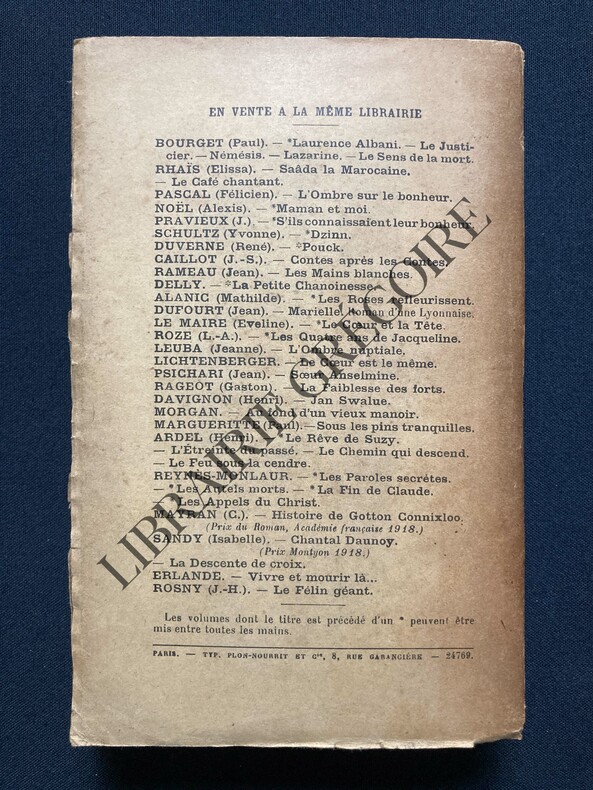 EN VENTE A LA MÊME LIBRAIRIE
BOURGET (Paul). — *Laurence Albani. — Le Justi-
cier. — Némésis. — Lazarine. — Le Sens de la mort.
RHAÏS (Elissa). — Saâda la Marocaine.
— Le Café chantant.
PASCAL (Félicien). — L'Ombre sur le bonheur.
NOËL (Alexis). — *Maman et moi.
PRAVIEUX (J.) — *S'ils connaissaient leur bonheur.
SCHULTZ (Yvonne). — *Dzinn.
DUVERNE (René). — *Pouck.
CAILLOT (J.-S.). — Contes après les Contes.
RAMEAU (Jean). — Les Mains blanches.
DELLY. — *La Petite Chanoinesse.
ALANIC (Mathilde). — *Les Roses refleurissent.
DUFOURT (Jean). — Marielle. Roman d'une Lyonnaise.
LE MAIRE (Eveline). — *Le Cœur et la Tête.
ROZE (L.-A.). — *Les Quatre ans de Jacqueline.
LEUBA (Jeanne). — L'Ombre nuptiale.
LICHTENBERGER. — Le Cœur est le même.
PSICHARI (Jean). — Sœur Anselmine.
RAGEOT (Gaston). — La Faiblesse des forts.
DAVIGNON (Henri). — Jan Swalue.
MORGAN. — Au fond d'un vieux manoir.
MARGUERITTE (Paul). — Sous les pins tranquilles.
ARDEL (Henri). — *Le Rêve de Suzy.
— L'Étreinte du passé. — Le Chemin qui descend.
— Le Feu sous la cendre.
REYNÈS-MONLAUR. — *Les Paroles secrètes.
— *Les Autels morts. — *La Fin de Claude.
— Les Appels du Christ.
MAYRAN (C.). — Histoire de Gotton Connixloo.
(Prix du Roman, Académie française 1918.)
SANDY (Isabelle). — Chantal Daunoy.
(Prix Montyon 1918.)
— La Descente de croix.
ERLANDE. — Vivre et mourir là...
ROSNY (J.-H.). — Le Félin géant.
Les volumes dont le titre est précédé d'un * peuvent être
mis entre toutes les mains.
PARIS. — TYP. PLON-NOURRIT ET Cie, 8, RUE GARANCIÈRE — 24769.
LIBRAIRIE GRÉGOIRE